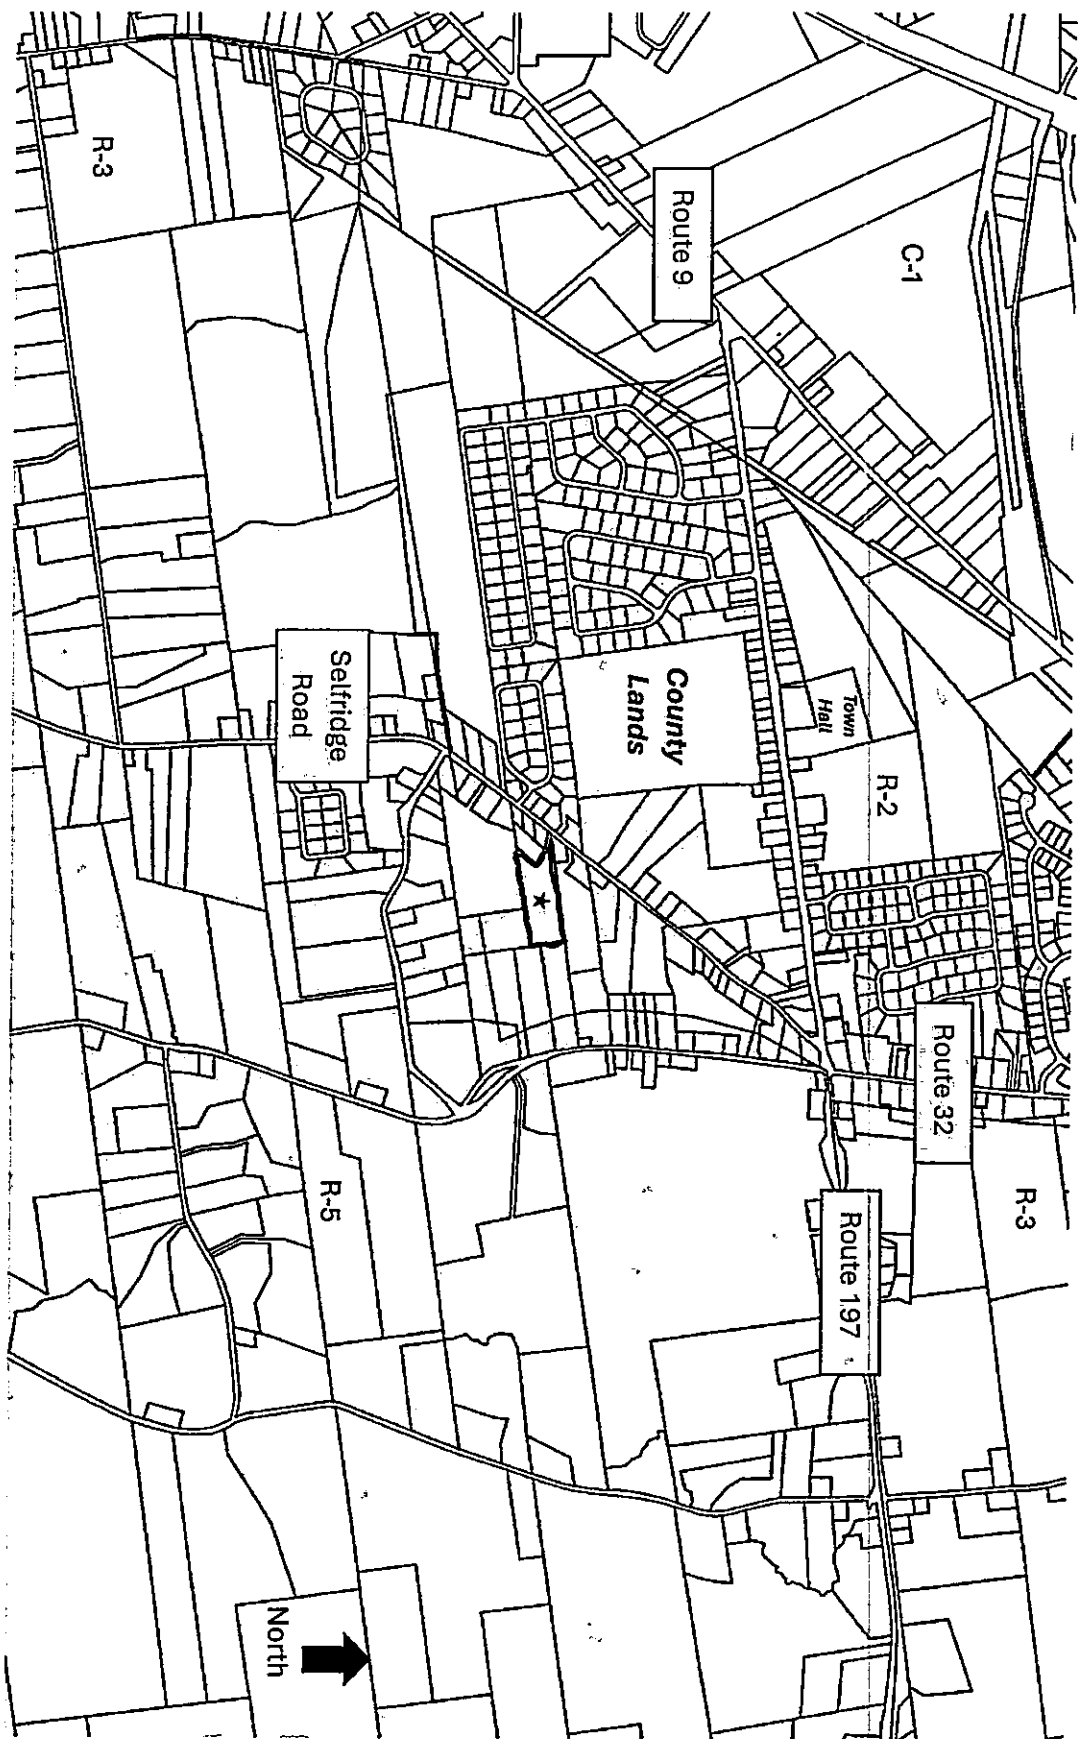 R-3
Route 9
C-1
Selfridge
Road
County
Lands
Town
Hall
R-2
Route 32
R-3
Route 197
R-5
North